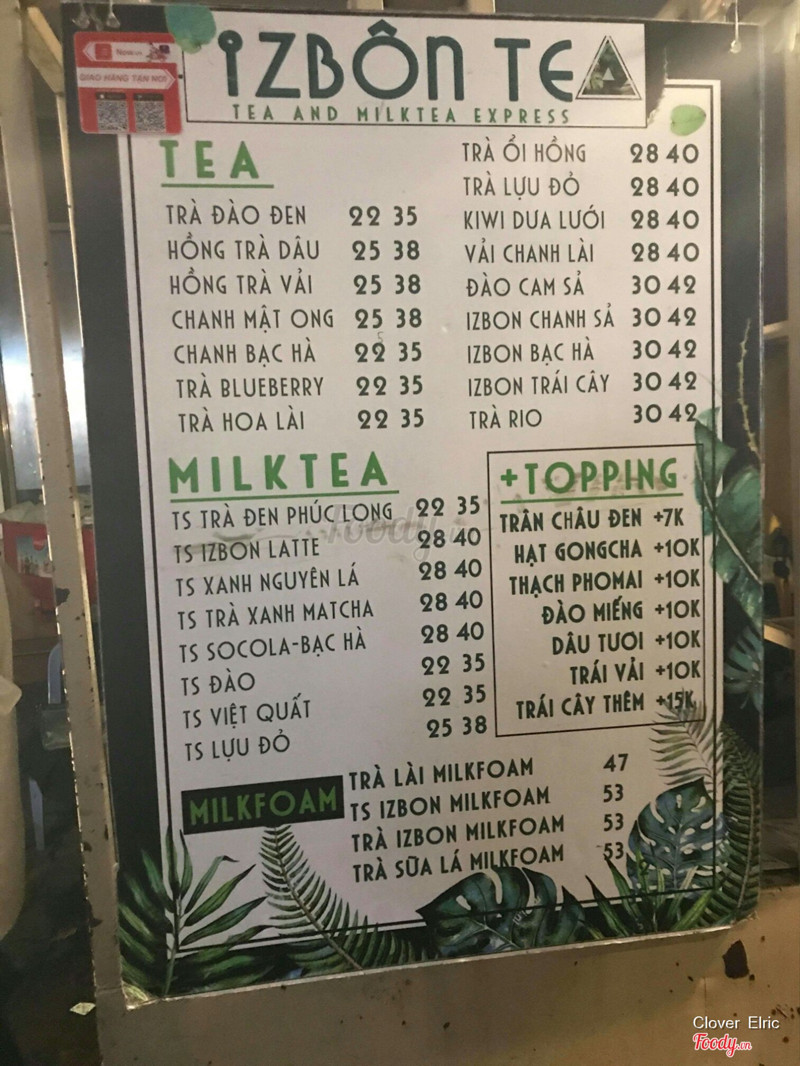 Now.vn
GIAO HÀNG TẬN NƠI
iZBÔN TEA
TEA AND MILKTEA EXPRESS
TEA
TRÀ ĐÀO ĐEN 22 35
HỒNG TRÀ DÂU 25 38
HỒNG TRÀ VẢI 25 38
CHANH MẬT ONG 25 38
CHANH BẠC HÀ 22 35
TRÀ BLUEBERRY 22 35
TRÀ HOA LÀI 22 35
TRÀ ỔI HỒNG 28 40
TRÀ LỰU ĐỎ 28 40
KIWI DƯA LƯỚI 28 40
VẢI CHANH LÀI 28 40
ĐÀO CAM SẢ 30 42
IZBON CHANH SẢ 30 42
IZBON BẠC HÀ 30 42
IZBON TRÁI CÂY 30 42
TRÀ RIO 30 42
MILKTEA
TS TRÀ ĐEN PHÚC LONG 22 35
TS IZBON LATTE 28 40
TS XANH NGUYÊN LÁ 28 40
TS TRÀ XANH MATCHA 28 40
TS SOCOLA-BẠC HÀ 28 40
TS ĐÀO 22 35
TS VIỆT QUẤT 22 35
TS LỰU ĐỎ 25 38
+TOPPING
TRÂN CHÂU ĐEN +7K
HẠT GONGCHA +10K
THẠCH PHOMAI +10K
ĐÀO MIẾNG +10K
DÂU TƯƠI +10K
TRÁI VẢI +10K
TRÁI CÂY THÊM +15K
MILKFOAM
TRÀ LÀI MILKFOAM 47
TS IZBON MILKFOAM 53
TRÀ IZBON MILKFOAM 53
TRÀ SỮA LÁ MILKFOAM 53
Foody.vn
Clover Elric
Foody.vn